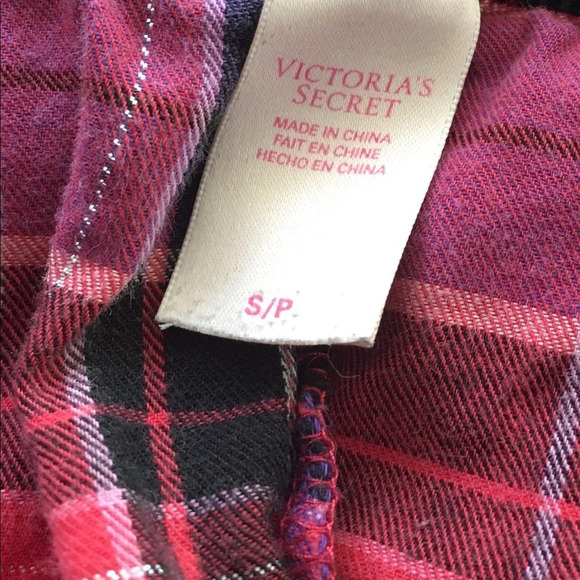 VICTORIA'S
SECRET
MADE IN CHINA
FAIT EN CHINE
HECHO EN CHINA
S/P